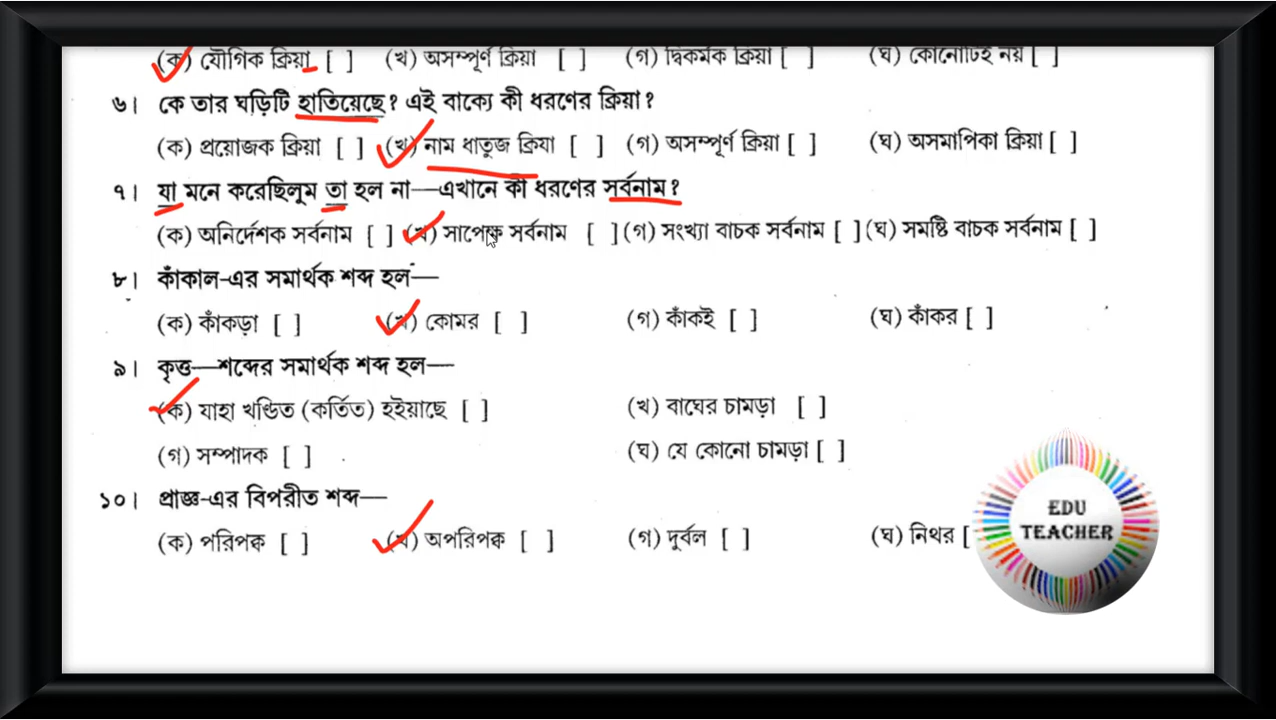 (ক) যৌগিক ক্রিয়া [ ] (খ) অসম্পূর্ণ ক্রিয়া [ ] (গ) দ্বিকর্মক ক্রিয়া [ ] (ঘ) কোনোটিই নয় [ ]
৬। কে তার ঘড়িটি হাতিয়েছে? এই বাক্যে কী ধরণের ক্রিয়া?
(ক) প্রয়োজক ক্রিয়া [ ] (খ) নাম ধাতুজ ক্রিযা [ ] (গ) অসম্পূর্ণ ক্রিয়া [ ] (ঘ) অসমাপিকা ক্রিয়া [ ]
৭। যা মনে করেছিলুম তা হল না—এখানে কী ধরণের সর্বনাম?
(ক) অনির্দেশক সর্বনাম [ ] (খ) সাপেক্ষ সর্বনাম [ ] (গ) সংখ্যা বাচক সর্বনাম [ ] (ঘ) সমষ্টি বাচক সর্বনাম [ ]
৮। কাঁকাল-এর সমার্থক শব্দ হল—
(ক) কাঁকড়া [ ] (খ) কোমর [ ] (গ) কাঁকই [ ] (ঘ) কাঁকর [ ]
৯। কৃত্ত—শব্দের সমার্থক শব্দ হল—
(ক) যাহা খণ্ডিত (কর্তিত) হইয়াছে [ ] (খ) বাঘের চামড়া [ ]
(গ) সম্পাদক [ ] (ঘ) যে কোনো চামড়া [ ]
১০। প্রাজ্ঞ-এর বিপরীত শব্দ—
(ক) পরিপক্ব [ ] (খ) অপরিপক্ব [ ] (গ) দুর্বল [ ] (ঘ) নিথর [
EDU
TEACHER